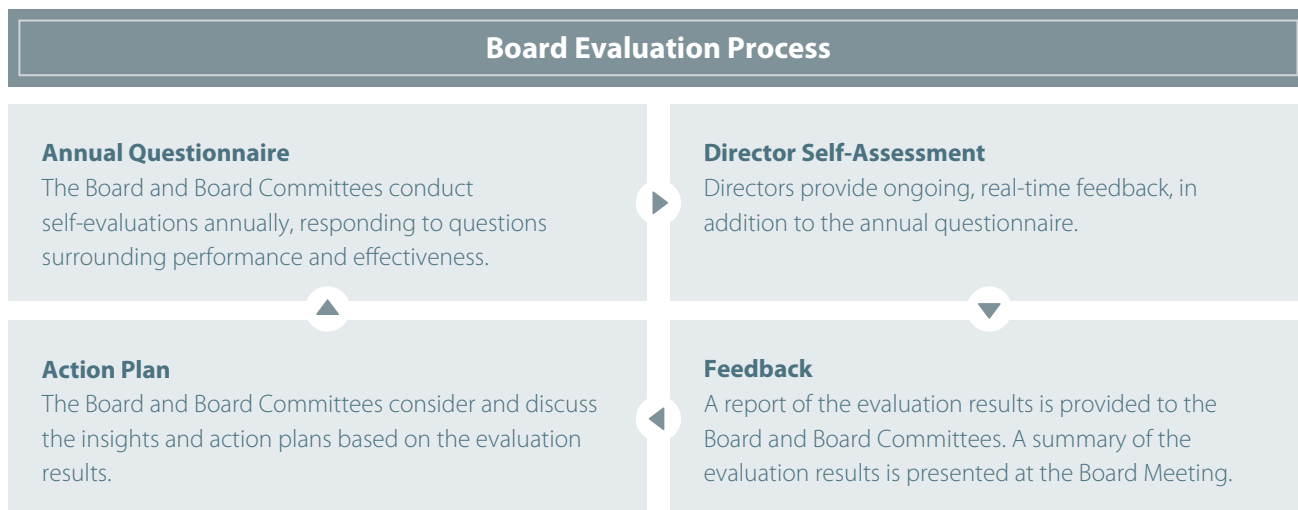 Board Evaluation Process
Annual Questionnaire
The Board and Board Committees conduct
self-evaluations annually, responding to questions
surrounding performance and effectiveness.
Director Self-Assessment
Directors provide ongoing, real-time feedback, in
addition to the annual questionnaire.
Action Plan
The Board and Board Committees consider and discuss
the insights and action plans based on the evaluation
results.
Feedback
A report of the evaluation results is provided to the
Board and Board Committees. A summary of the
evaluation results is presented at the Board Meeting.